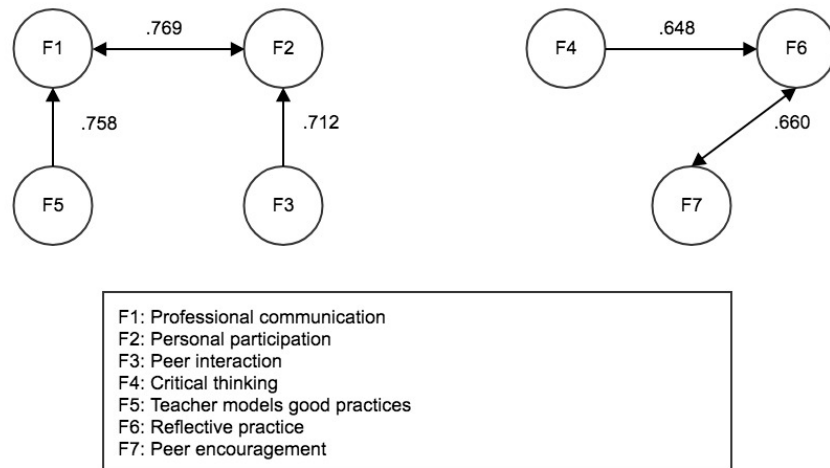 F1
.769
F2
F4
.648
F6
.758
.712
.660
F5
F3
F7
F1: Professional communication
F2: Personal participation
F3: Peer interaction
F4: Critical thinking
F5: Teacher models good practices
F6: Reflective practice
F7: Peer encouragement